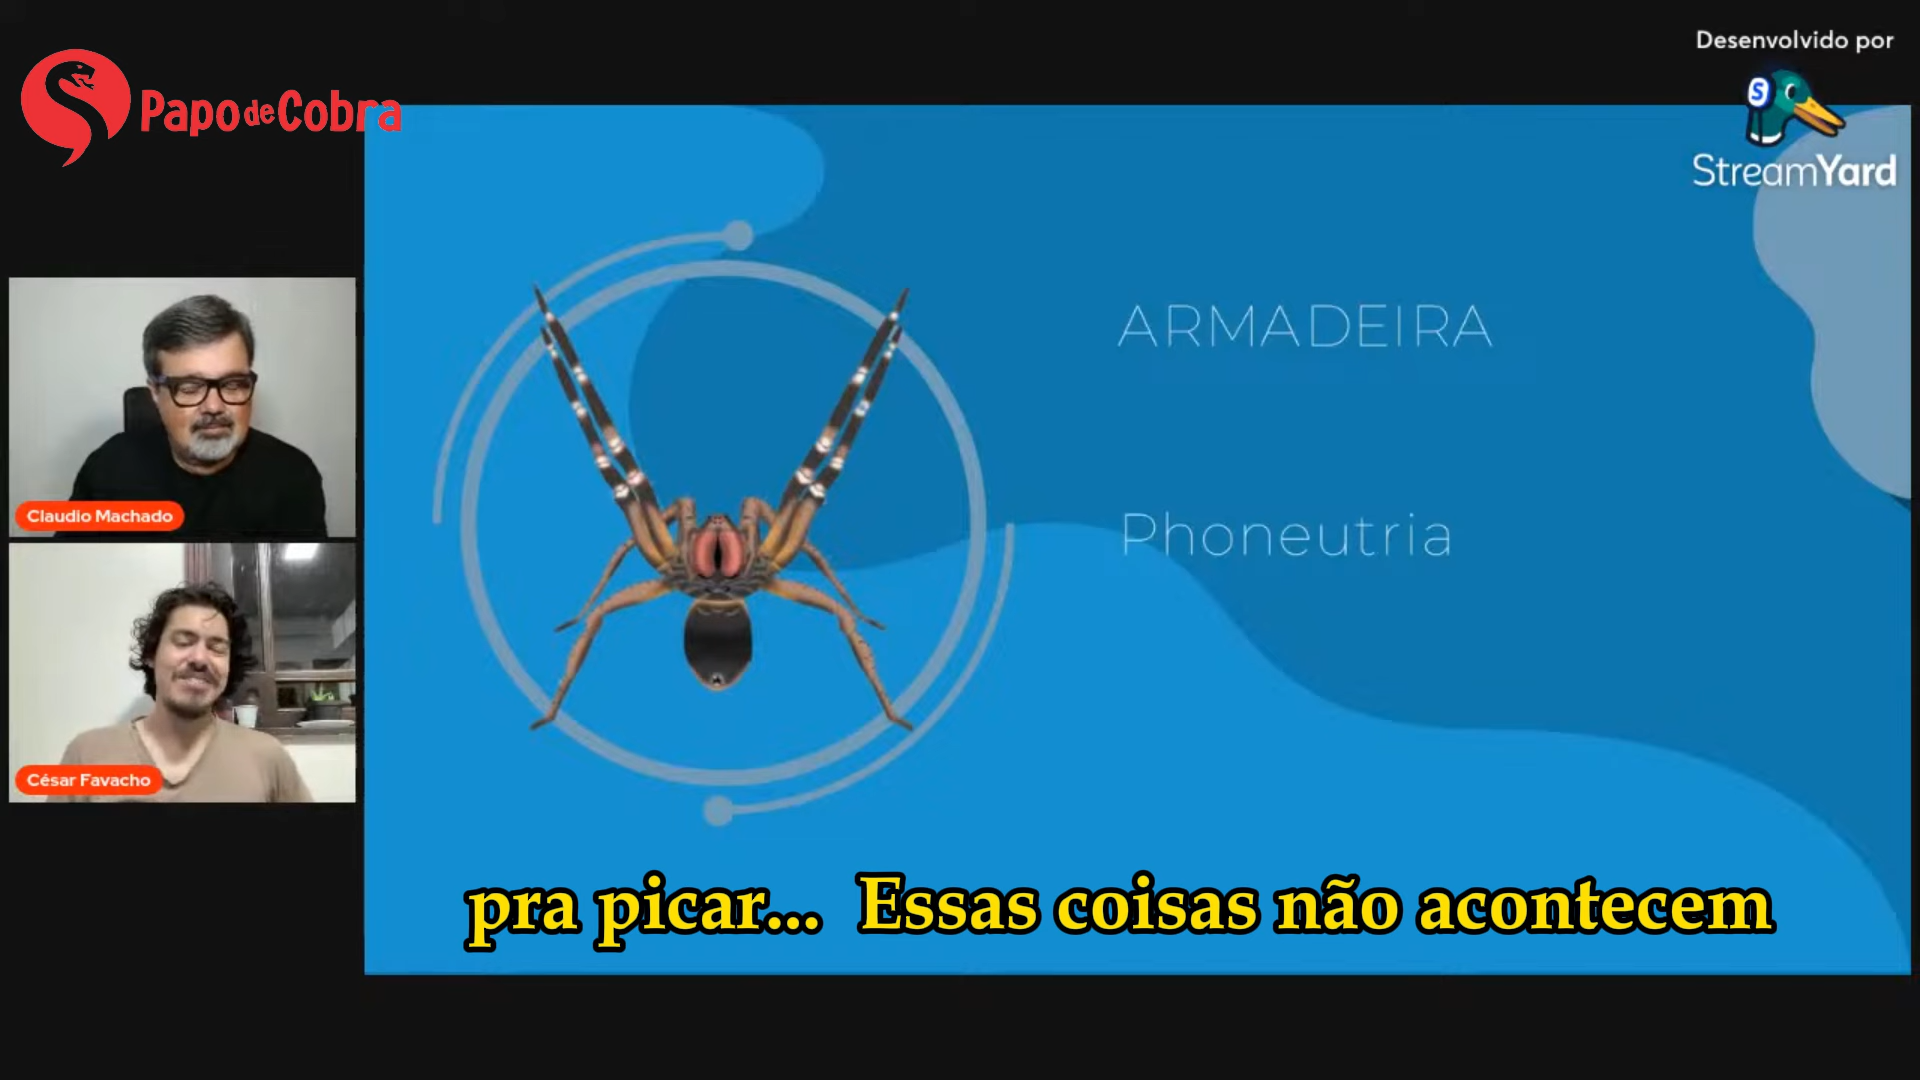 Desenvolvido por
Papo de Cobra
StreamYard
ARMADEIRA
Phoneutria
Claudio Machado
César Favacho
pra picar... Essas coisas não acontecem